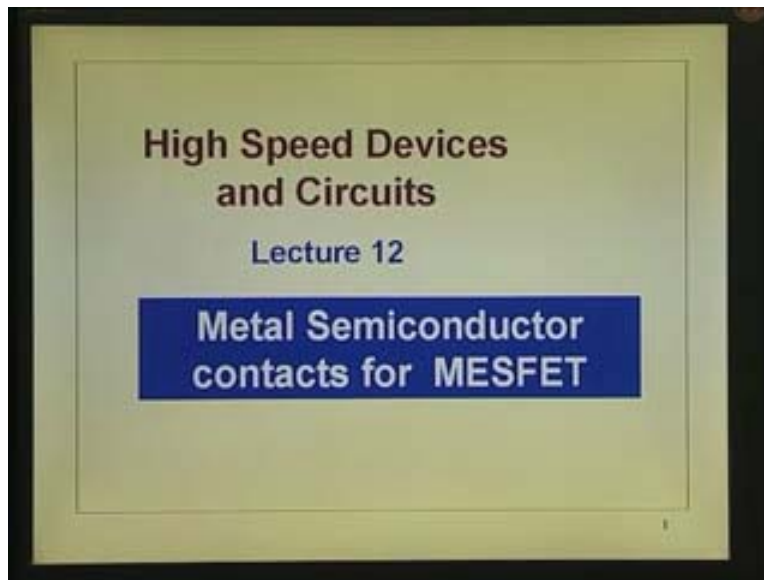 High Speed Devices
and Circuits
Lecture 12
Metal Semiconductor
contacts for MESFET
1